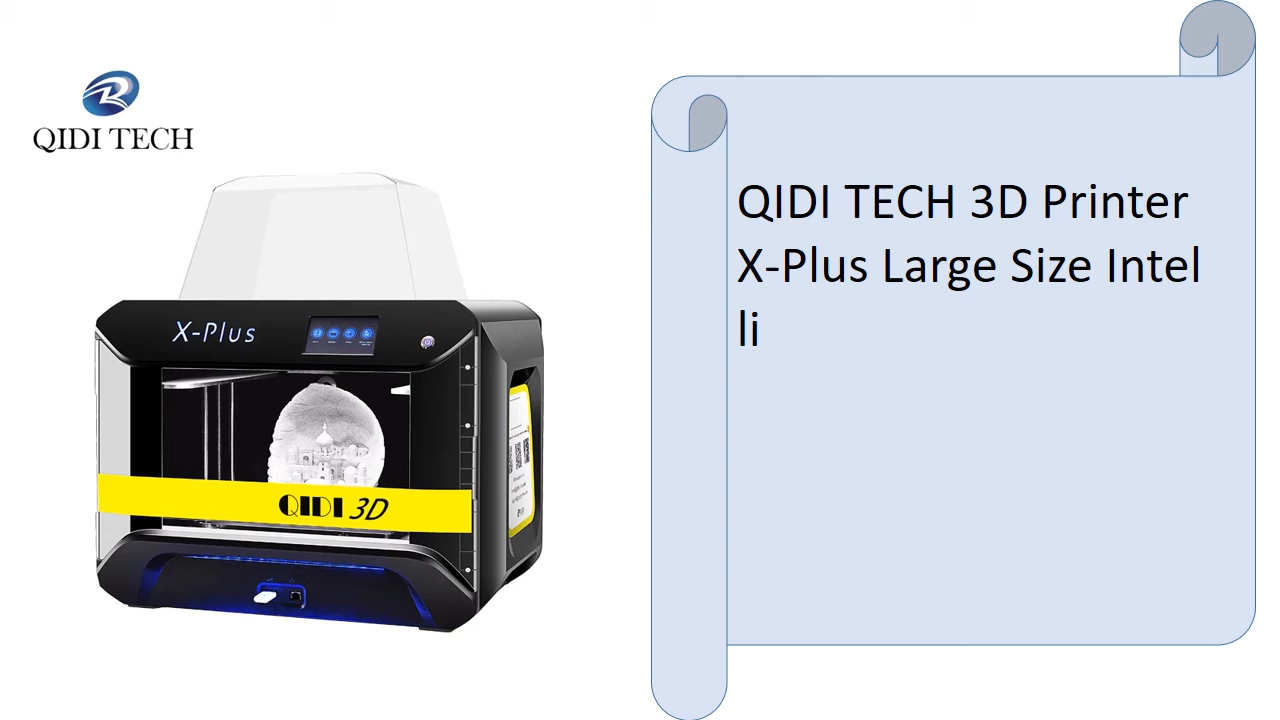 QIDI TECH
X-Plus
QIDI 3D
QIDI TECH 3D Printer
X-Plus Large Size Intel
li